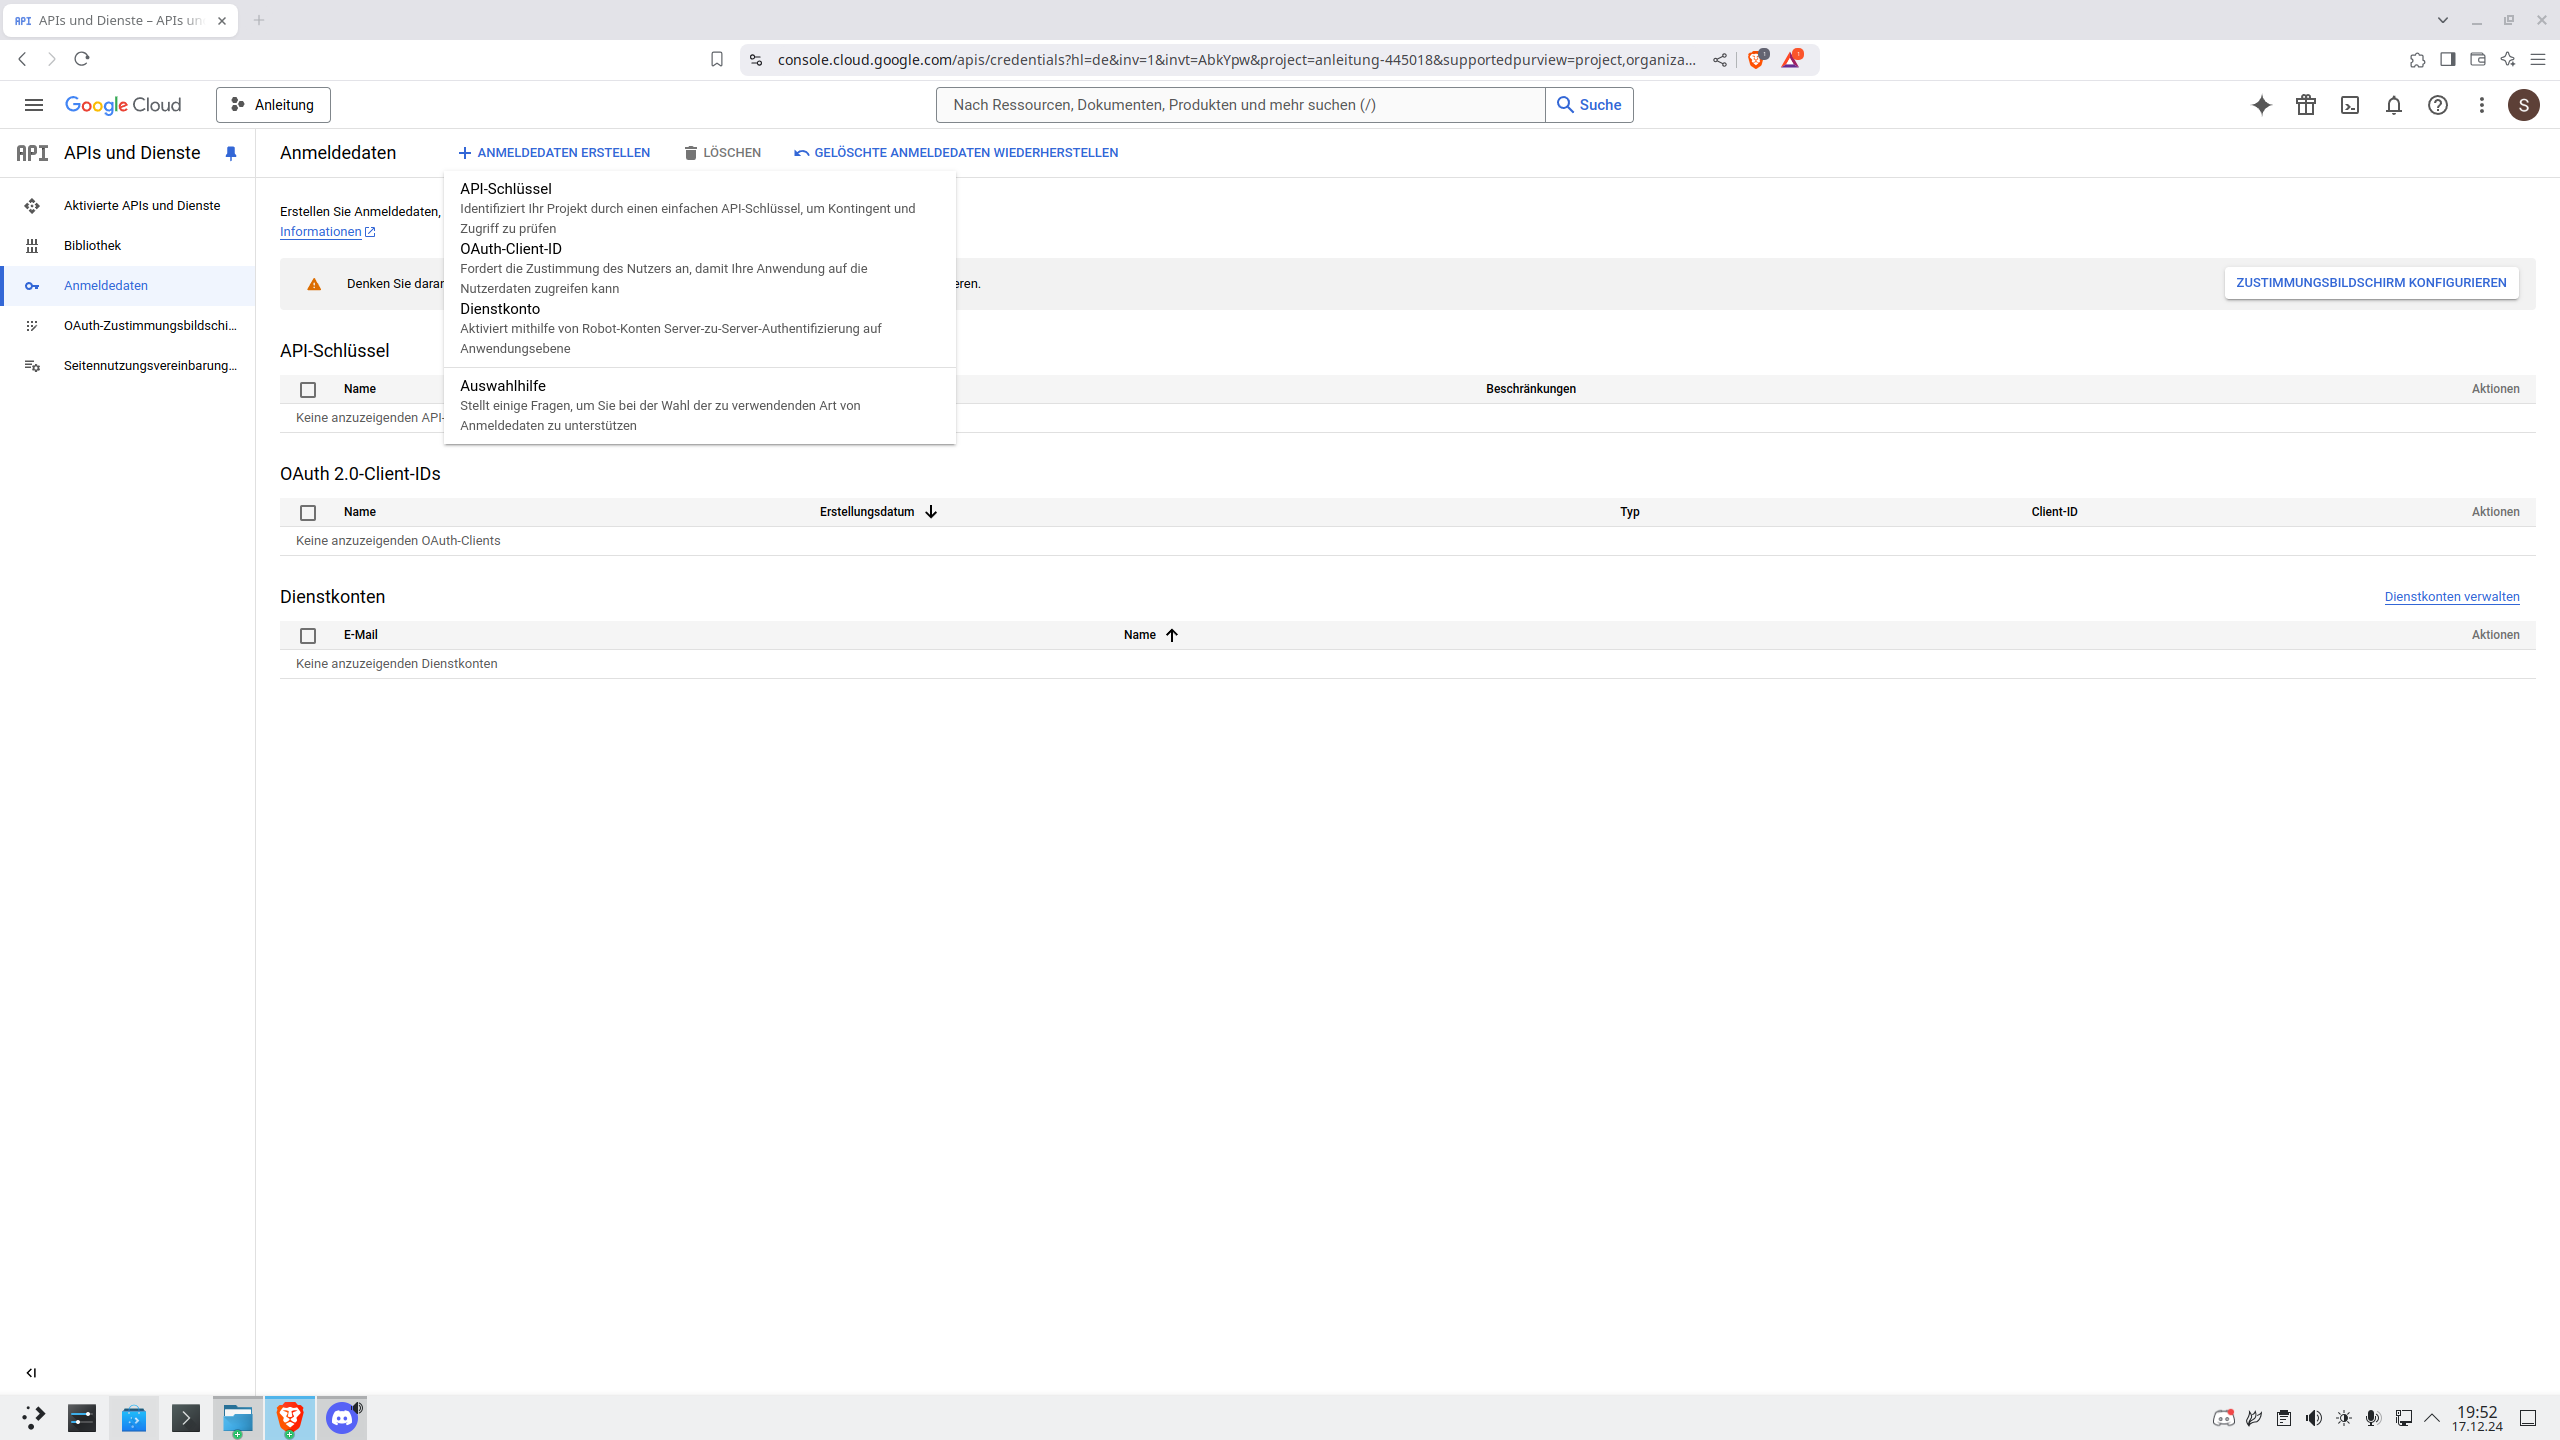 API APIs und Dienste – APIs un
console.cloud.google.com/apis/credentials?hl=de&inv=1&invt=AbkYpw&project=anleitung-445018&supportedpurview=project,organiza...
1
1
Google Cloud
Anleitung
Nach Ressourcen, Dokumenten, Produkten und mehr suchen (/)
Suche
S
API APIs und Dienste
Aktivierte APIs und Dienste
Bibliothek
Anmeldedaten
OAuth-Zustimmungsbildschi...
Seitennutzungsvereinbarung...
Anmeldedaten
ANMELDEDATEN ERSTELLEN
LÖSCHEN
GELÖSCHTE ANMELDEDATEN WIEDERHERSTELLEN
Erstellen Sie Anmeldedaten,
Informationen
Denken Sie darar
eren.
ZUSTIMMUNGSBILDSCHIRM KONFIGURIEREN
API-Schlüssel
Identifiziert Ihr Projekt durch einen einfachen API-Schlüssel, um Kontingent und
Zugriff zu prüfen
OAuth-Client-ID
Fordert die Zustimmung des Nutzers an, damit Ihre Anwendung auf die
Nutzerdaten zugreifen kann
Dienstkonto
Aktiviert mithilfe von Robot-Konten Server-zu-Server-Authentifizierung auf
Anwendungsebene
Auswahlhilfe
Stellt einige Fragen, um Sie bei der Wahl der zu verwendenden Art von
Anmeldedaten zu unterstützen
API-Schlüssel
Name
Beschränkungen
Aktionen
Keine anzuzeigenden API-
OAuth 2.0-Client-IDs
Name
Erstellungsdatum
Typ
Client-ID
Aktionen
Keine anzuzeigenden OAuth-Clients
Dienstkonten
Dienstkonten verwalten
E-Mail
Name
Aktionen
Keine anzuzeigenden Dienstkonten
19:52
17.12.24